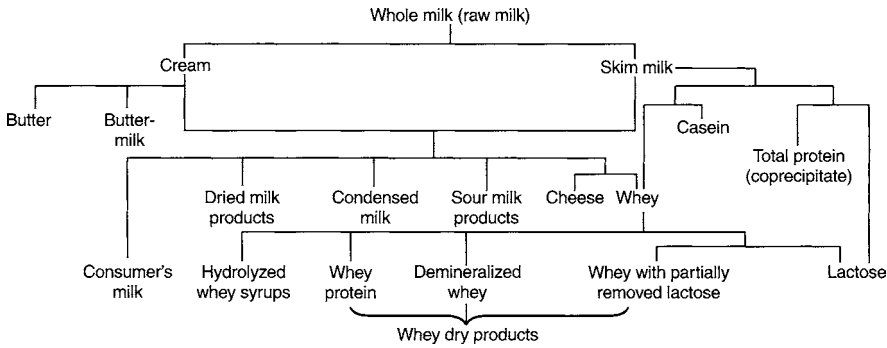 Whole milk (raw milk)
Cream
Skim milk
Butter
Butter-
milk
Casein
Total protein
(coprecipitate)
Dried milk
products
Condensed
milk
Sour milk
products
Cheese
Whey
Consumer's
milk
Hydrolyzed
whey syrups
Whey
protein
Demineralized
whey
Whey with partially
removed lactose
Lactose
Whey dry products